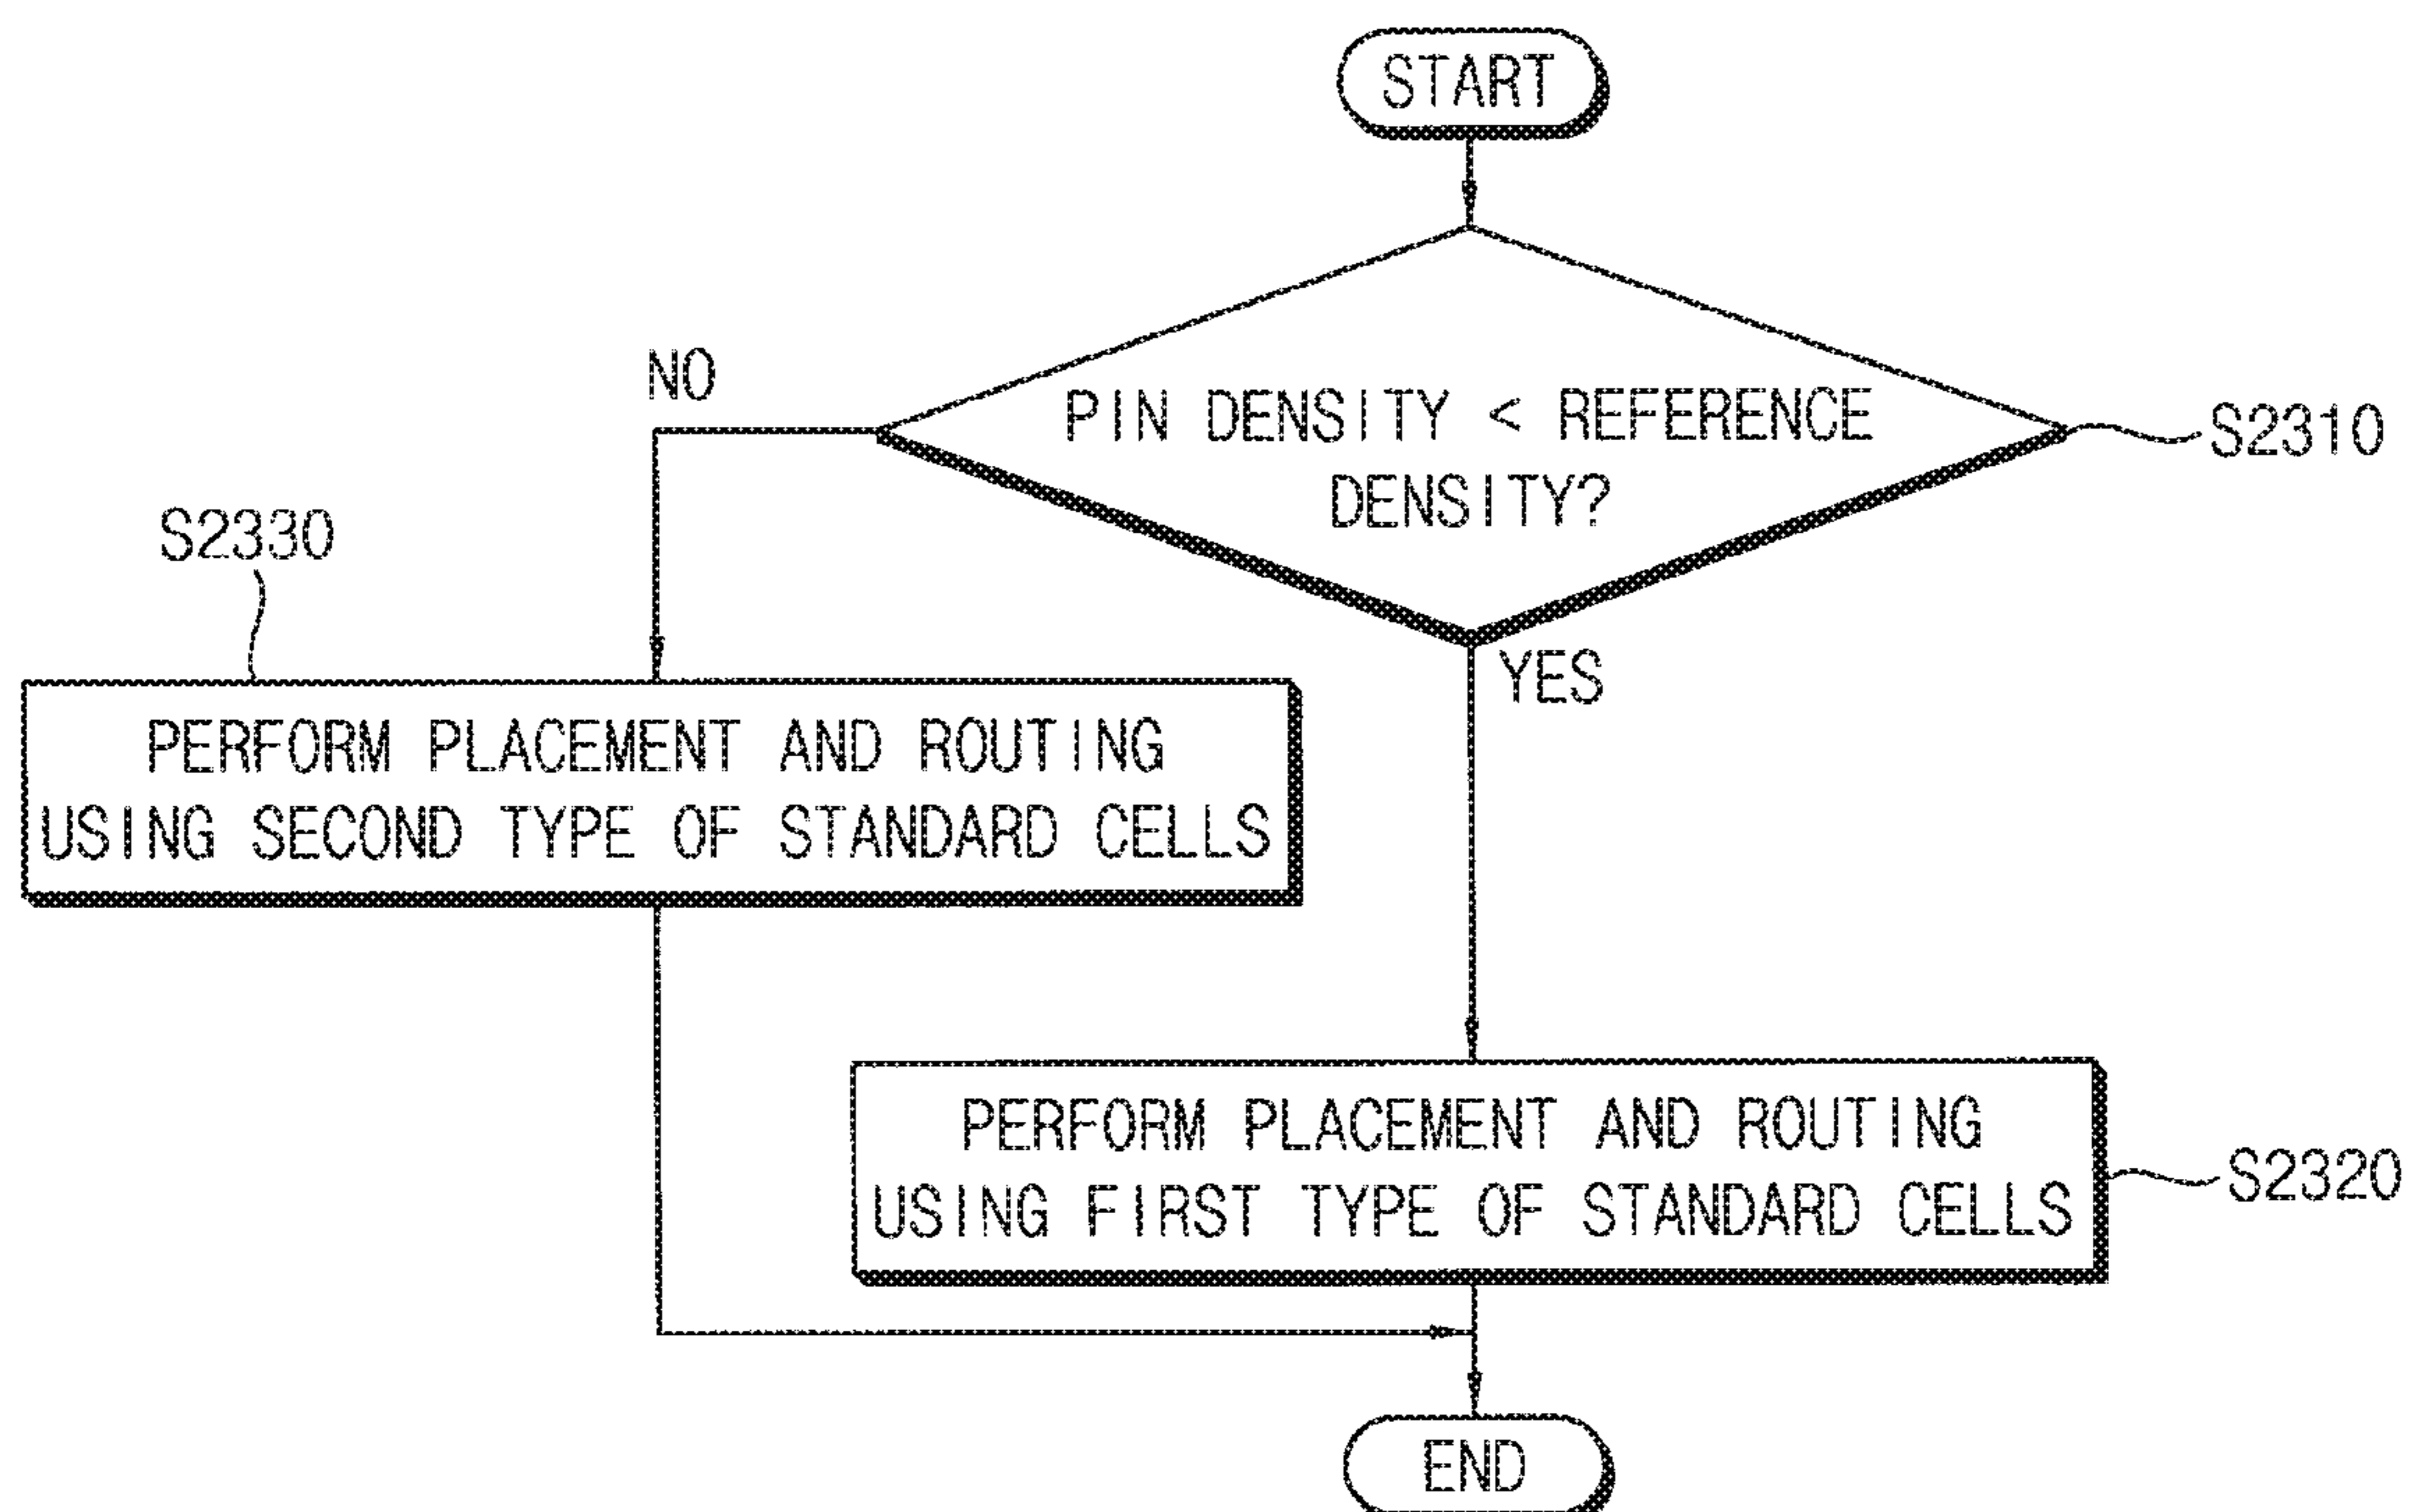 START
NO
PIN DENSITY < REFERENCE
DENSITY?
S2310
S2330
YES
PERFORM PLACEMENT AND ROUTING
USING SECOND TYPE OF STANDARD CELLS
PERFORM PLACEMENT AND ROUTING
USING FIRST TYPE OF STANDARD CELLS
S2320
END